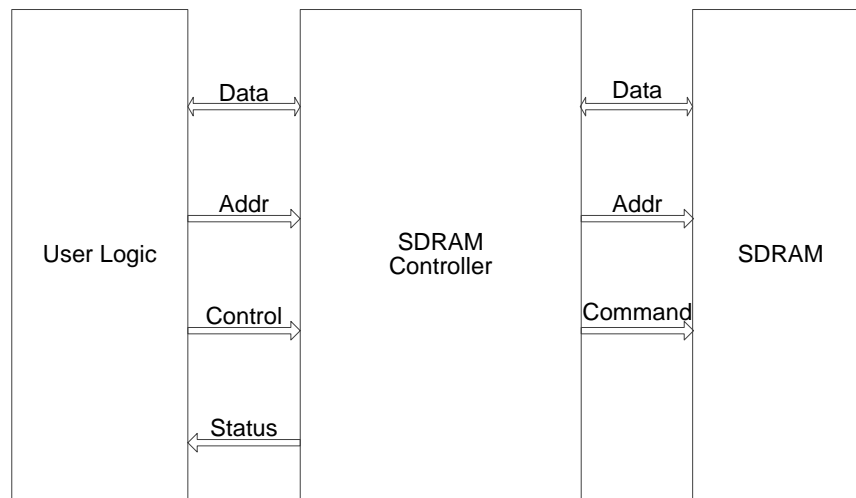 Data
Data
Addr
Addr
User Logic
SDRAM
Controller
SDRAM
Control
Command
Status